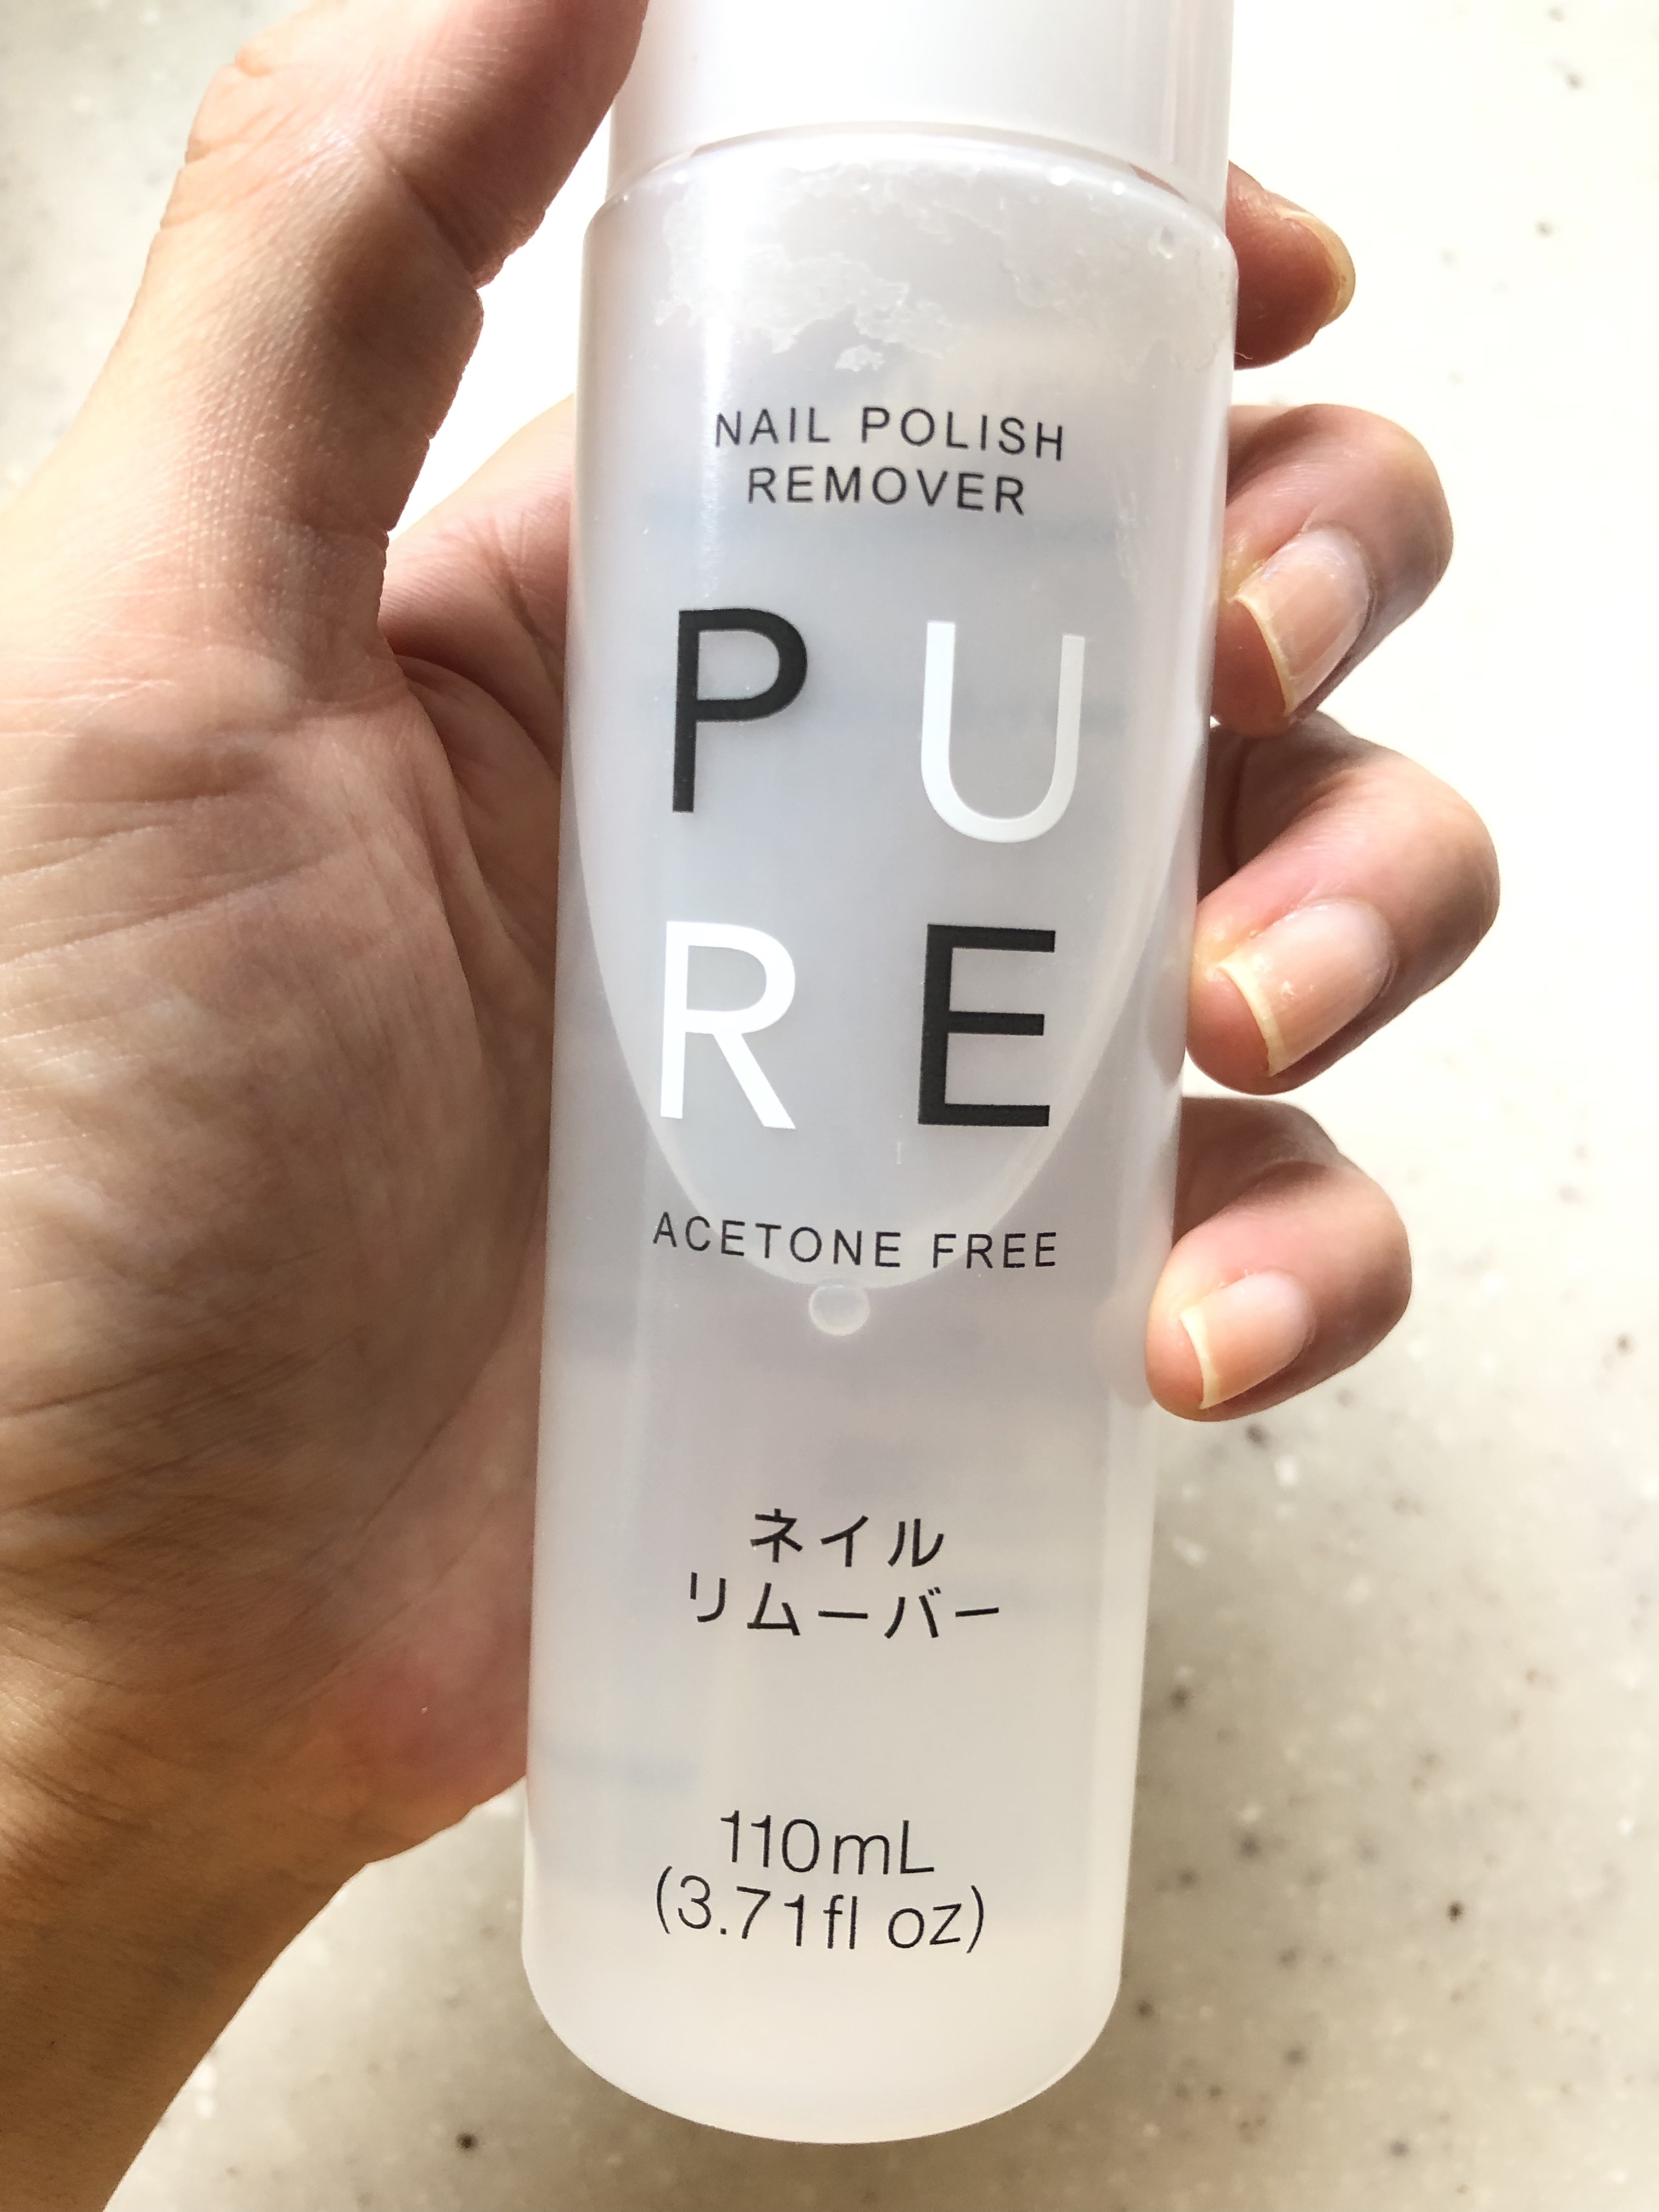 NAIL POLISH
REMOVER
P U
R E
ACETONE FREE
ネイル
リムーバー
110mL
(3.71fl oz)